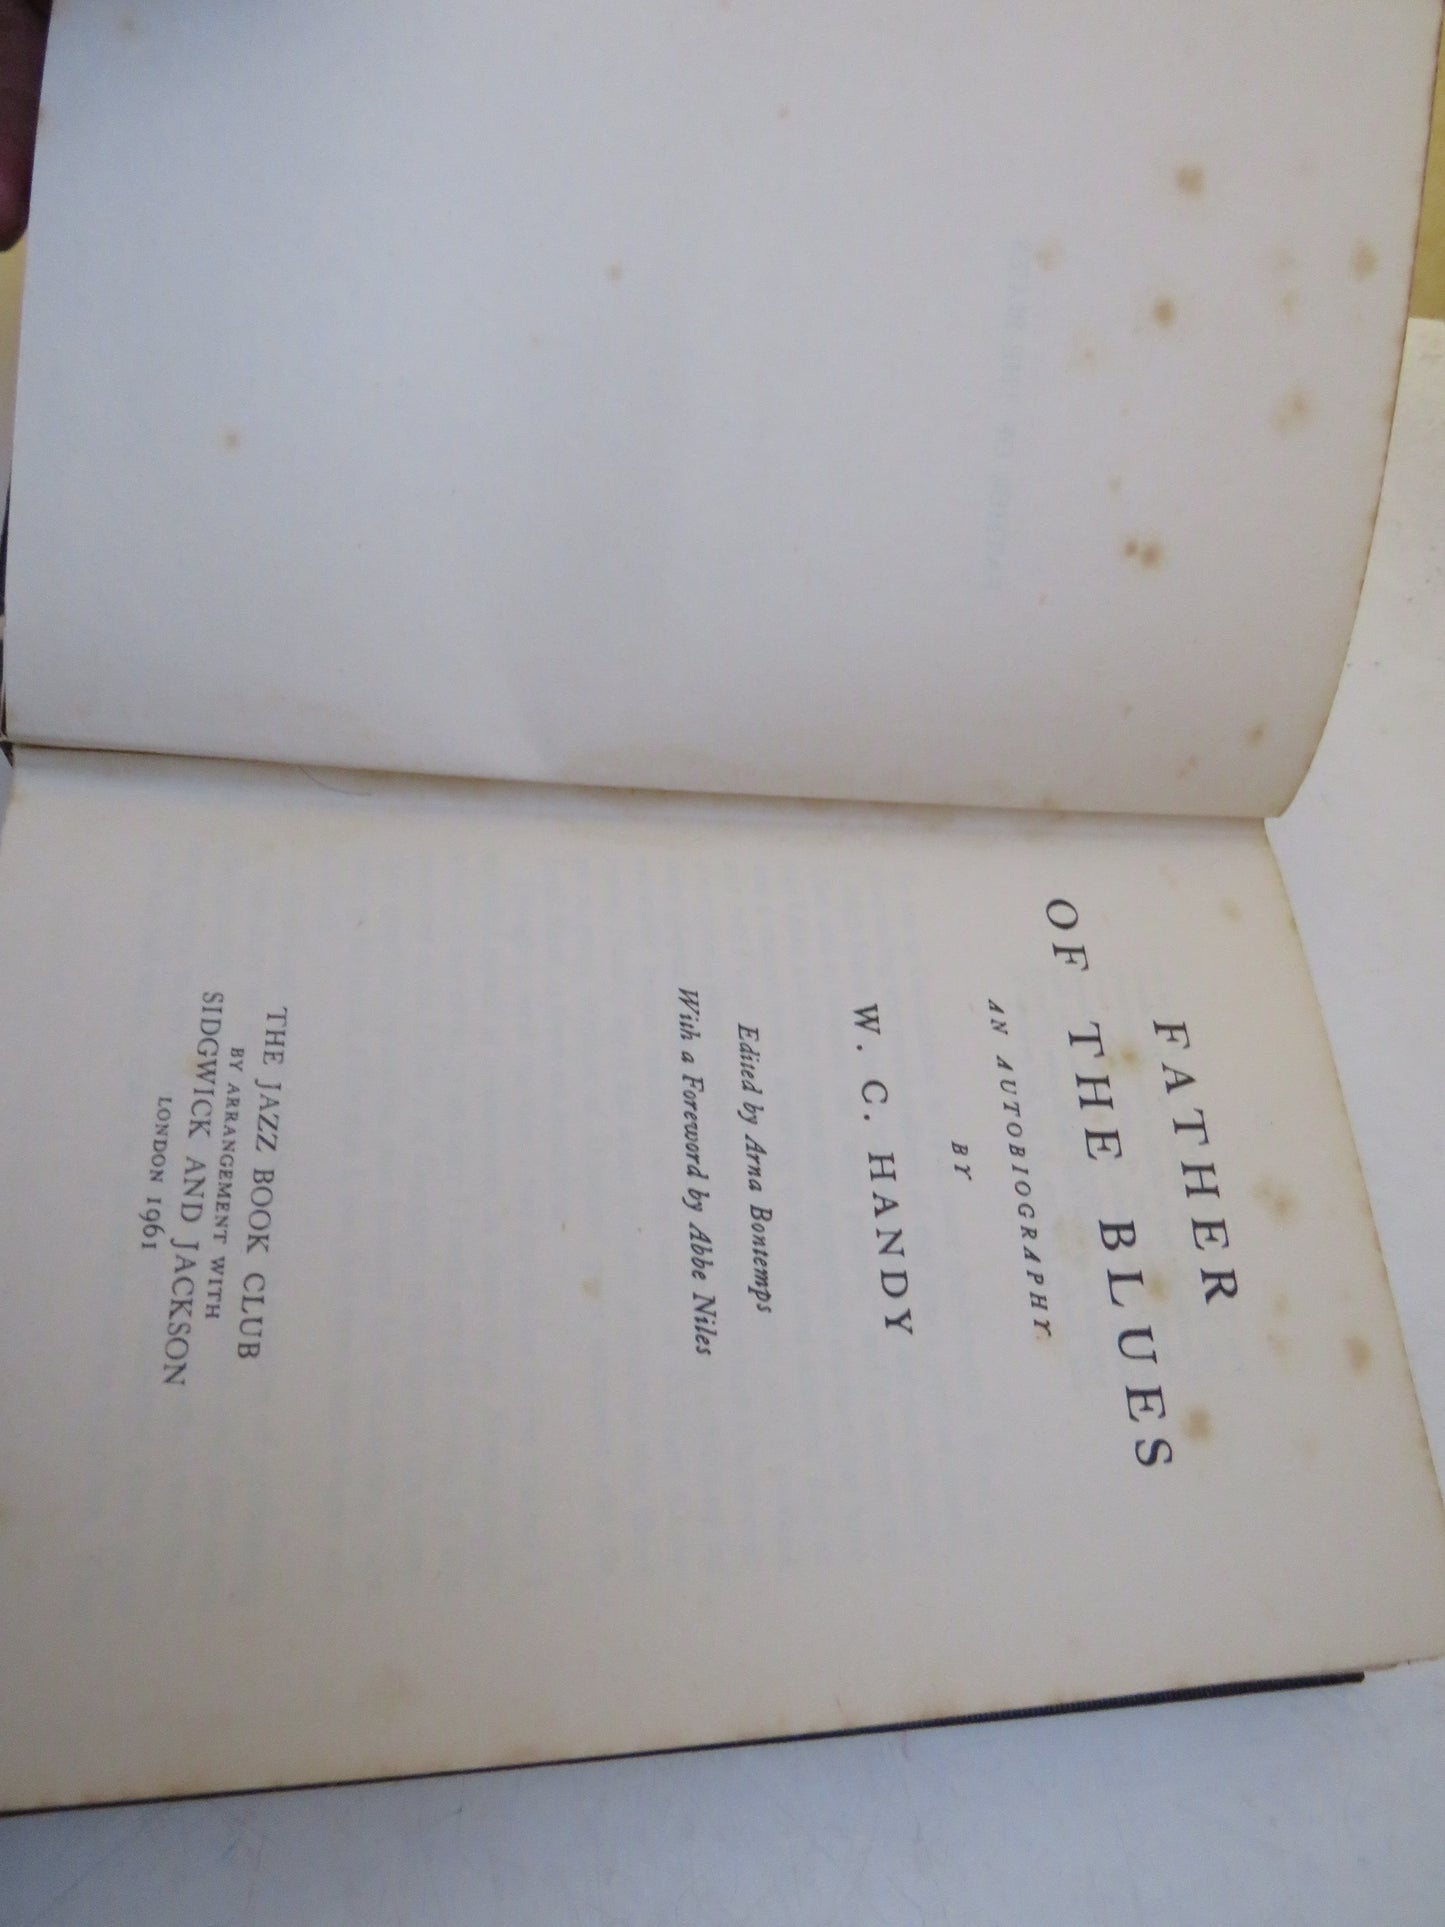 FATHER
OF THE BLUES
AN AUTOBIOGRAPHY
BY
W. C. HANDY
Edited by Arna Bontemps
With a Foreword by Abbe Niles
THE JAZZ BOOK CLUB
BY ARRANGEMENT WITH
SIDGWICK AND JACKSON
LONDON 1961